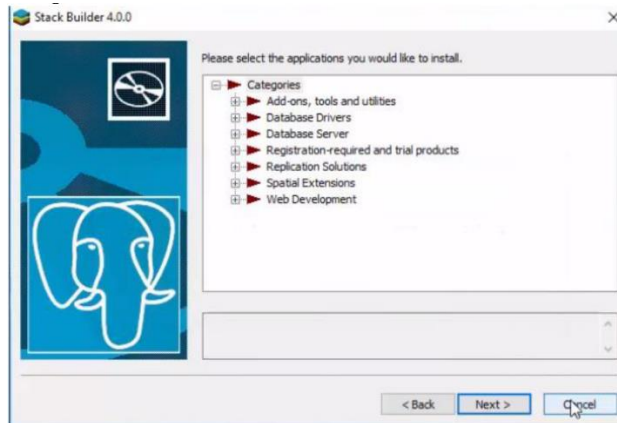 Stack Builder 4.0.0
Please select the applications you would like to install.
Categories
Add-ons, tools and utilities
Database Drivers
Database Server
Registration-required and trial products
Replication Solutions
Spatial Extensions
Web Development
< Back Next > Cancel